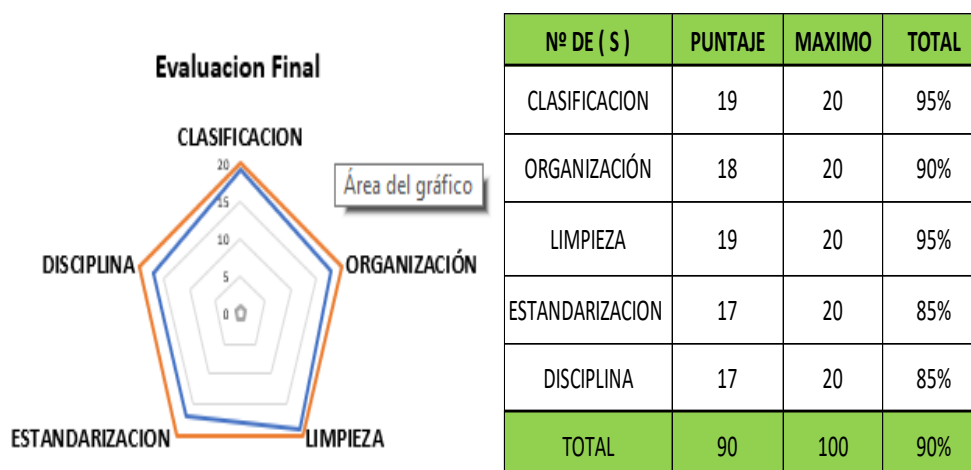 Evaluacion Final
CLASIFICACION
20
15
10
5
0
Área del gráfico
DISCIPLINA
ORGANIZACIÓN
ESTANDARIZACION
LIMPIEZA
Nº DE ( S ) PUNTAJE MAXIMO TOTAL
CLASIFICACION 19 20 95%
ORGANIZACIÓN 18 20 90%
LIMPIEZA 19 20 95%
ESTANDARIZACION 17 20 85%
DISCIPLINA 17 20 85%
TOTAL 90 100 90%